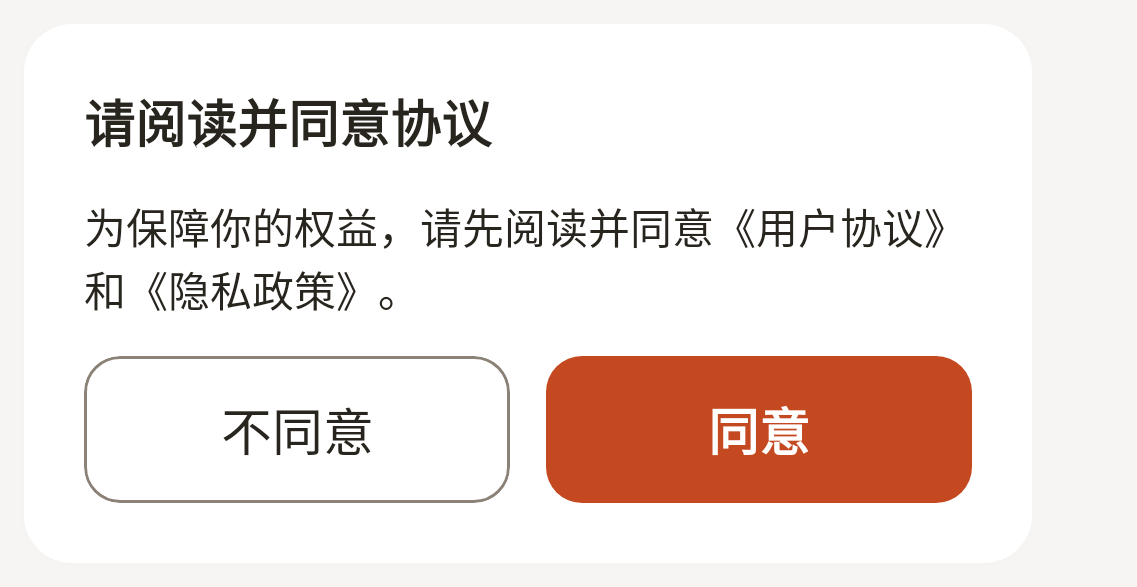 请阅读并同意协议
为保障你的权益，请先阅读并同意《用户协议》
和《隐私政策》。
不同意
同意